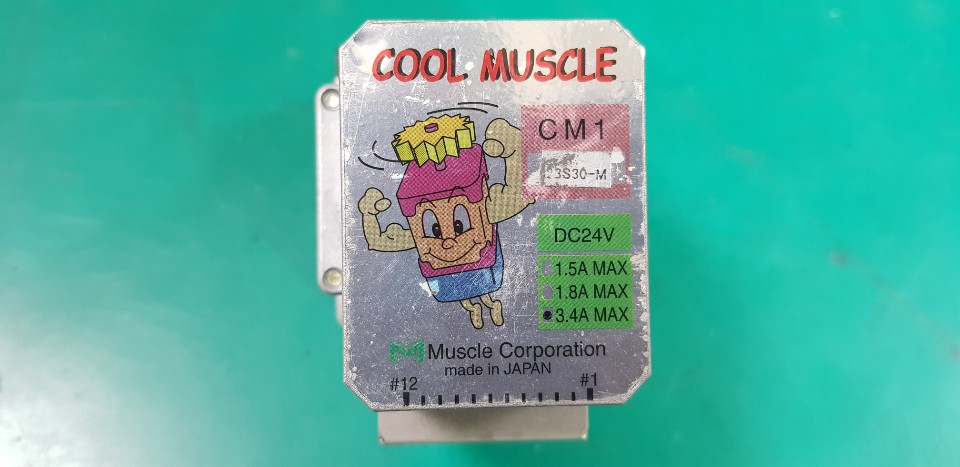 COOL MUSCLE
CM1
23S30-M
DC24V
1.5A MAX
1.8A MAX
3.4A MAX
Muscle Corporation
made in JAPAN
#12 #1